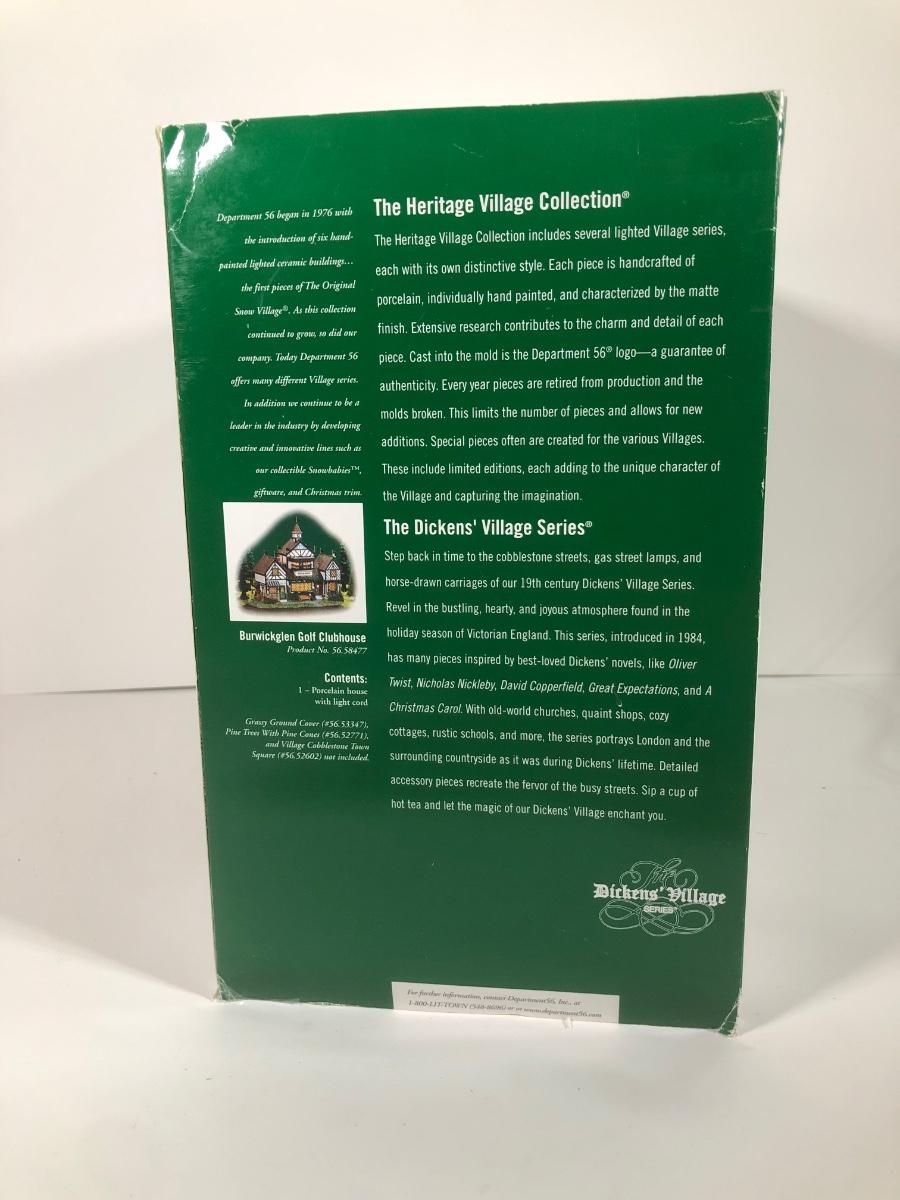 Department 56 began in 1976 with
the introduction of six hand-
painted lighted ceramic buildings...
the first pieces of The Original
Snow Village®. As this collection
continued to grow, so did our
company. Today Department 56
offers many different Village series.
In addition we continue to be a
leader in the industry by developing
creative and innovative lines such as
our collectible Snowbabies™,
giftware, and Christmas trim.
Burwickglen Golf Clubhouse
Product No. 56.58477
Contents:
1 – Porcelain house
with light cord
Grassy Ground Cover (#56.53347),
Pine Trees With Pine Cones (#56.52771),
and Village Cobblestone Town
Square (#56.52602) not included.
The Heritage Village Collection®
The Heritage Village Collection includes several lighted Village series,
each with its own distinctive style. Each piece is handcrafted of
porcelain, individually hand painted, and characterized by the matte
finish. Extensive research contributes to the charm and detail of each
piece. Cast into the mold is the Department 56® logo—a guarantee of
authenticity. Every year pieces are retired from production and the
molds broken. This limits the number of pieces and allows for new
additions. Special pieces often are created for the various Villages.
These include limited editions, each adding to the unique character of
the Village and capturing the imagination.
The Dickens' Village Series®
Step back in time to the cobblestone streets, gas street lamps, and
horse-drawn carriages of our 19th century Dickens' Village Series.
Revel in the bustling, hearty, and joyous atmosphere found in the
holiday season of Victorian England. This series, introduced in 1984,
has many pieces inspired by best-loved Dickens' novels, like Oliver
Twist, Nicholas Nickleby, David Copperfield, Great Expectations, and A
Christmas Carol. With old-world churches, quaint shops, cozy
cottages, rustic schools, and more, the series portrays London and the
surrounding countryside as it was during Dickens' lifetime. Detailed
accessory pieces recreate the fervor of the busy streets. Sip a cup of
hot tea and let the magic of our Dickens' Village enchant you.
The
Dickens' Village
SERIES®
For further information, contact Department 56, Inc., at
1-800-LIT-TOWN (548-8696) or at www.department56.com